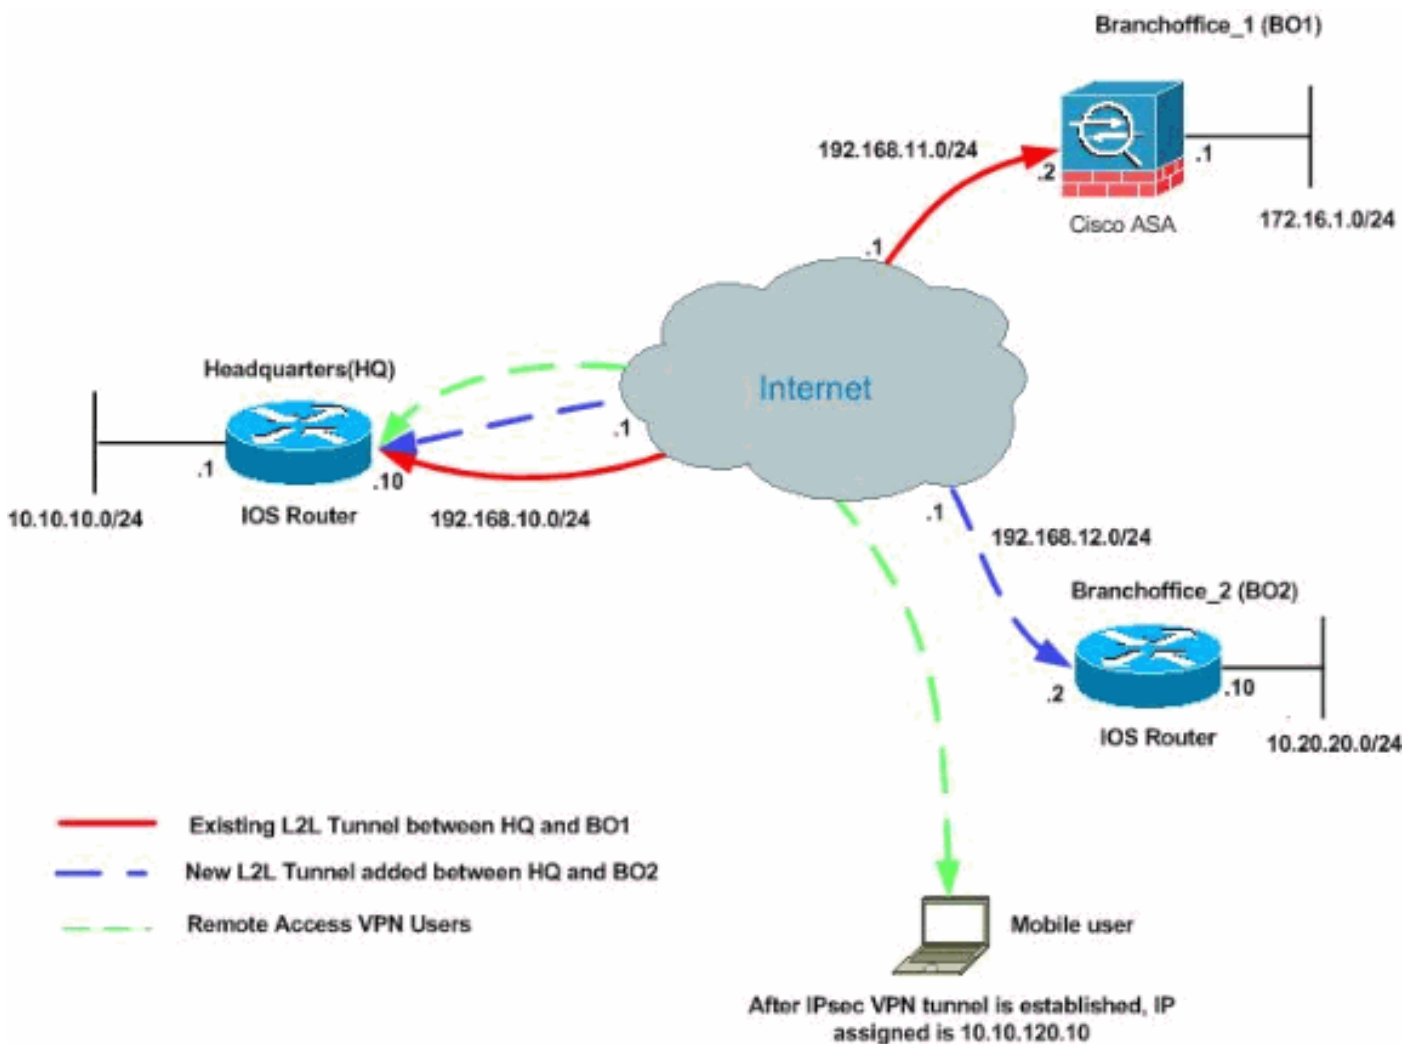 Branchoffice_1 (BO1)
192.168.11.0/24
.2
.1
Cisco ASA
172.16.1.0/24
.1
Headquarters(HQ)
Internet
.1
.1
.10
10.10.10.0/24
IOS Router
192.168.10.0/24
.1
192.168.12.0/24
Branchoffice_2 (BO2)
.2
.10
IOS Router
10.20.20.0/24
Existing L2L Tunnel between HQ and BO1
New L2L Tunnel added between HQ and BO2
Remote Access VPN Users
Mobile user
After IPsec VPN tunnel is established, IP
assigned is 10.10.120.10